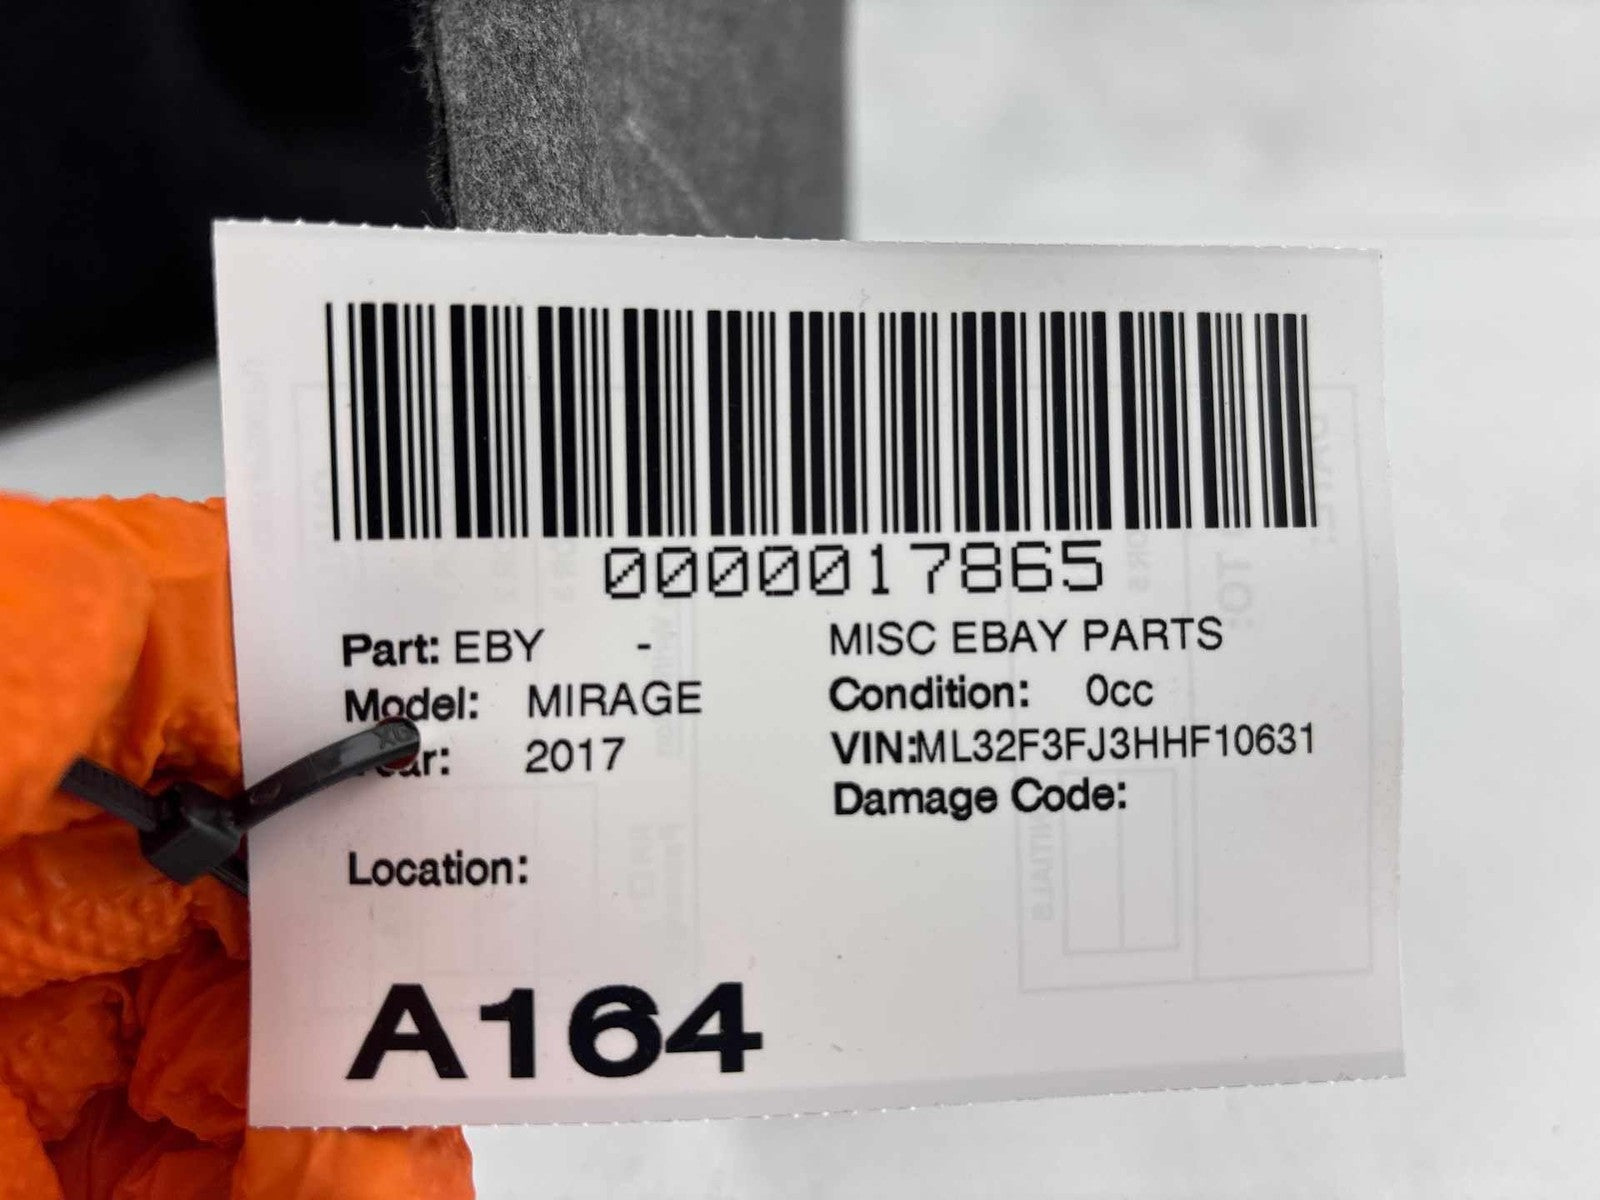 0000017865
Part: EBY - MISC EBAY PARTS
Model: MIRAGE Condition: 0cc
2017 VIN:ML32F3FJ3HHF10631
Damage Code:
Location:
A164